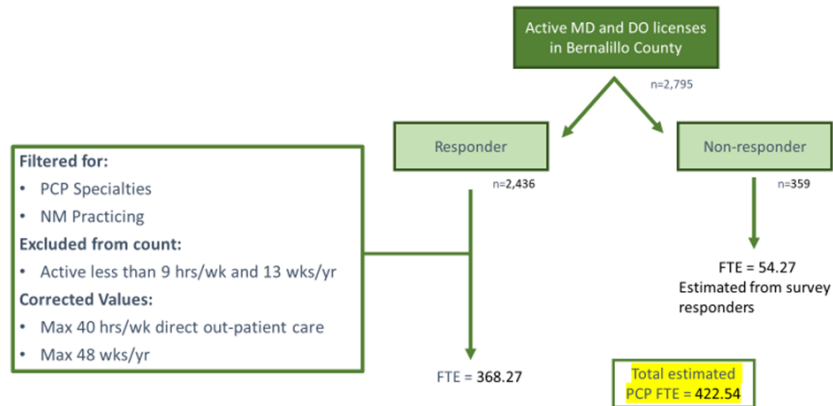 Active MD and DO licenses
in Bernalillo County
n=2,795
Responder
Non-responder
n=2,436
n=359
Filtered for:
• PCP Specialties
• NM Practicing
Excluded from count:
• Active less than 9 hrs/wk and 13 wks/yr
Corrected Values:
• Max 40 hrs/wk direct out-patient care
• Max 48 wks/yr
FTE = 54.27
Estimated from survey
responders
FTE = 368.27
Total estimated
PCP FTE = 422.54